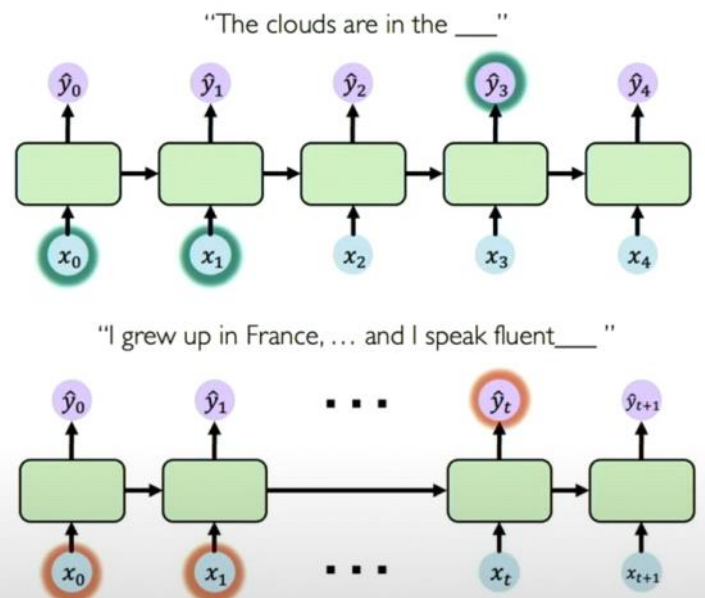 “The clouds are in the ___”
ŷ₀ ŷ₁ ŷ₂ ŷ₃ ŷ₄
x₀ x₁ x₂ x₃ x₄
“I grew up in France, ... and I speak fluent___ ”
ŷ₀ ŷ₁ ... ŷₜ ŷₜ₊₁
x₀ x₁ ... xₜ xₜ₊₁